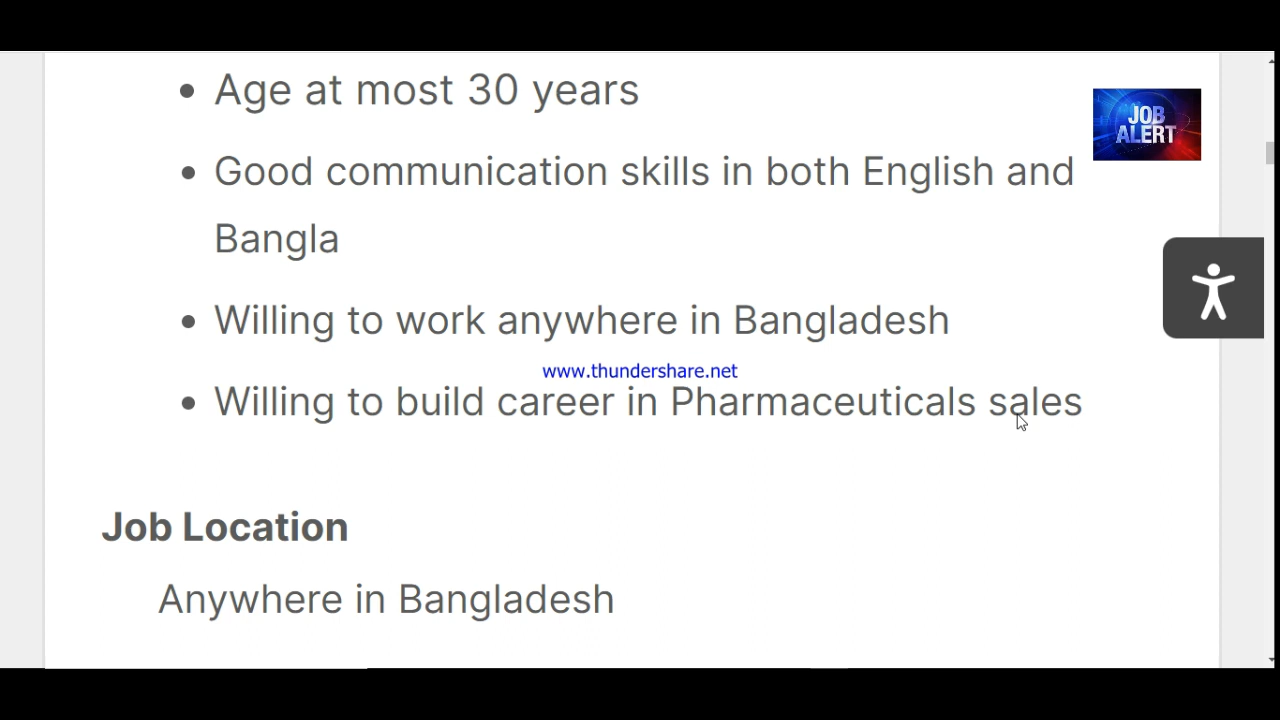 Age at most 30 years
JOB
ALERT
Good communication skills in both English and
Bangla
Willing to work anywhere in Bangladesh
www.thundershare.net
Willing to build career in Pharmaceuticals sales
Job Location
Anywhere in Bangladesh